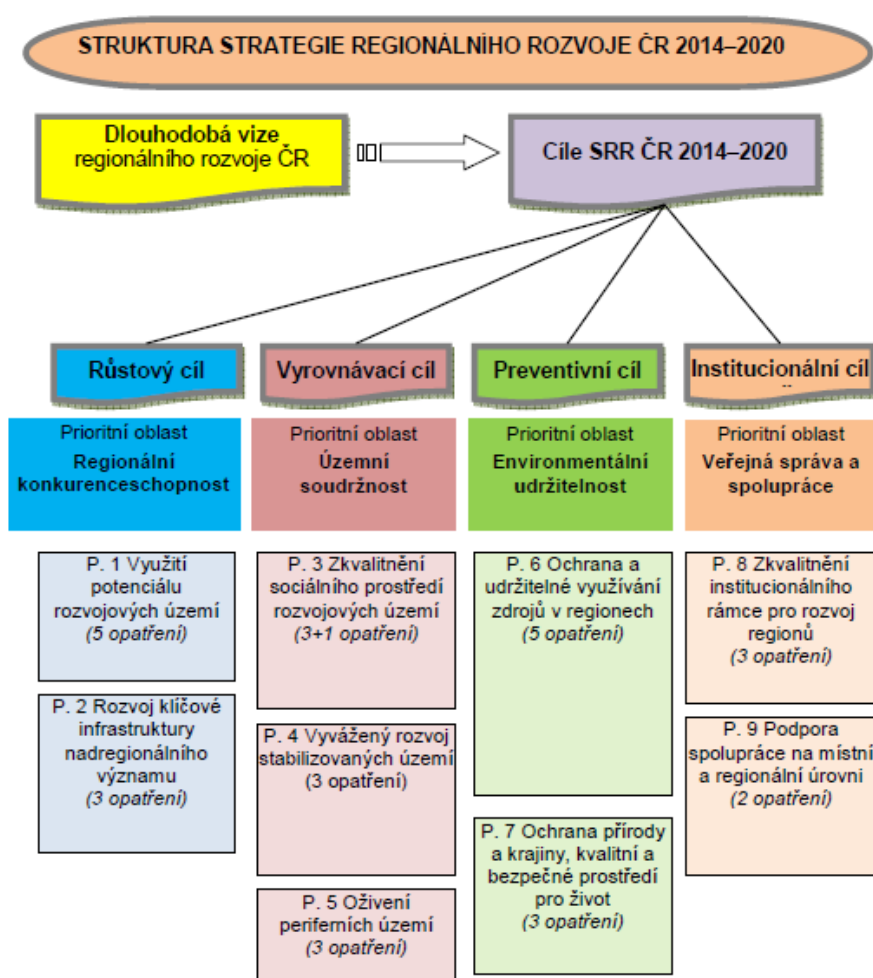 STRUKTURA STRATEGIE REGIONÁLNÍHO ROZVOJE ČR 2014–2020
Dlouhodobá vize
regionálního rozvoje ČR
Cíle SRR ČR 2014–2020
Růstový cíl
Vyrovnávací cíl
Preventivní cíl
Institucionální cíl
Prioritní oblast
Regionální
konkurenceschopnost
Prioritní oblast
Územní
soudržnost
Prioritní oblast
Environmentální
udržitelnost
Prioritní oblast
Veřejná správa a
spolupráce
P. 1 Využití
potenciálu
rozvojových území
(5 opatření)
P. 2 Rozvoj klíčové
infrastruktury
nadregionálního
významu
(3 opatření)
P. 3 Zkvalitnění
sociálního prostředí
rozvojových území
(3+1 opatření)
P. 4 Vyvážený rozvoj
stabilizovaných území
(3 opatření)
P. 5 Oživení
periferních území
(3 opatření)
P. 6 Ochrana a
udržitelné využívání
zdrojů v regionech
(5 opatření)
P. 7 Ochrana přírody
a krajiny, kvalitní a
bezpečné prostředí
pro život
(3 opatření)
P. 8 Zkvalitnění
institucionálního
rámce pro rozvoj
regionů
(3 opatření)
P. 9 Podpora
spolupráce na místní
a regionální úrovni
(2 opatření)